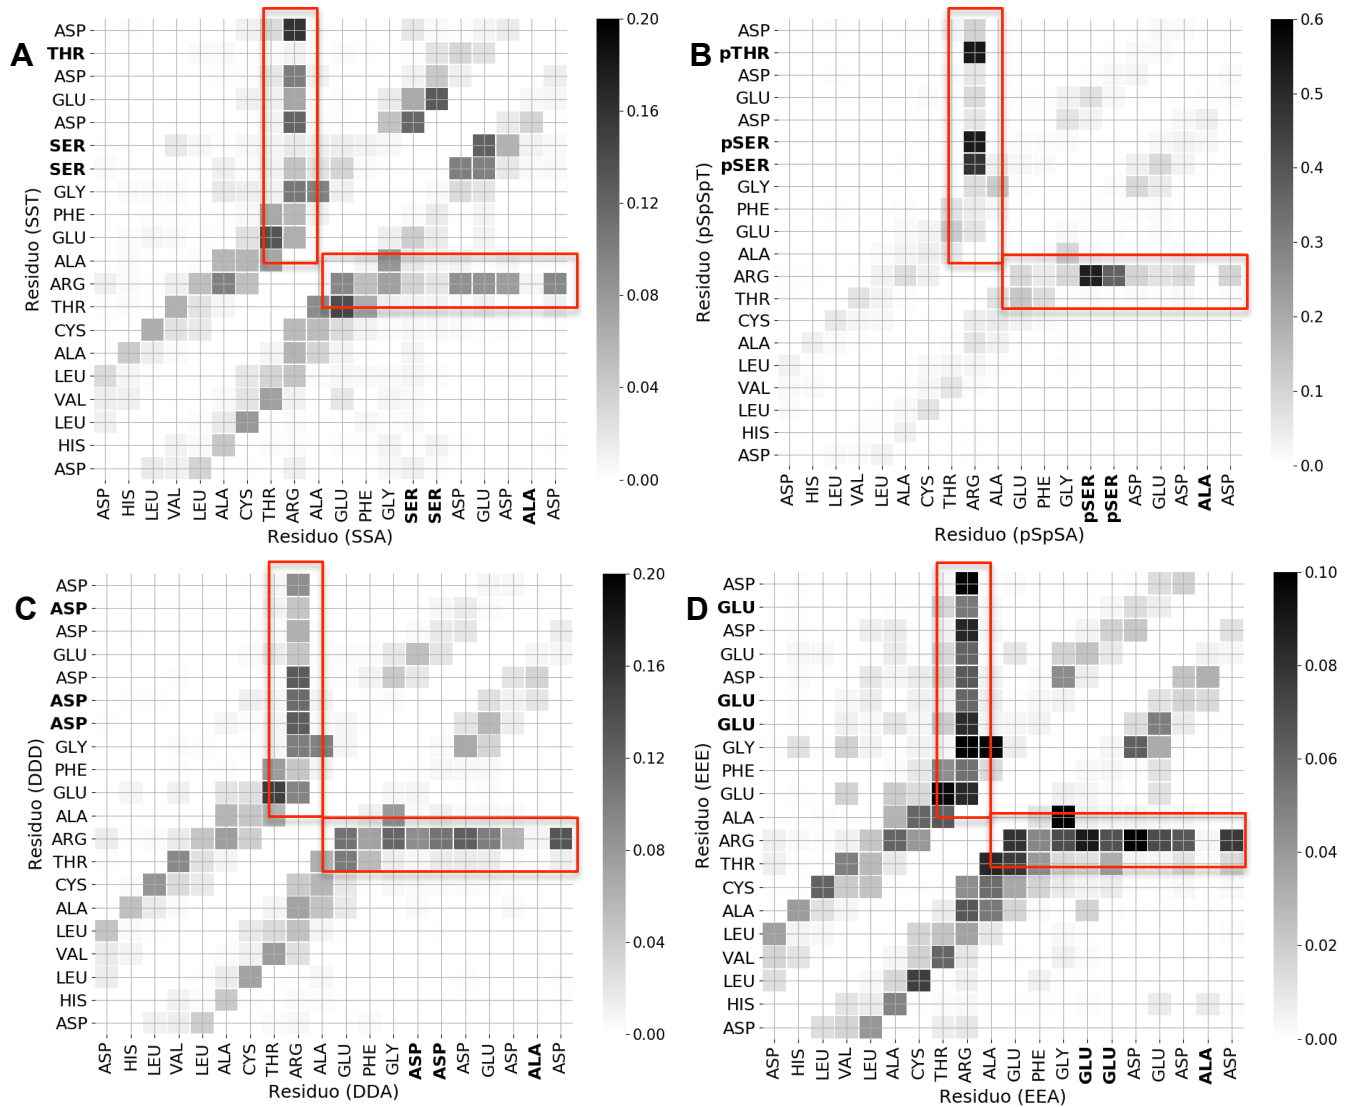 A
Residuo (SST)
ASP
THR
ASP
GLU
ASP
SER
SER
GLY
PHE
GLU
ALA
ARG
THR
CYS
ALA
LEU
VAL
LEU
HIS
ASP
ASP HIS LEU VAL LEU ALA CYS THR ARG ALA GLU PHE GLY SER SER ASP GLU ASP ALA ASP
Residuo (SSA)
0.20
0.16
0.12
0.08
0.04
0.00
B
Residuo (pSpSpT)
ASP
pTHR
ASP
GLU
ASP
pSER
pSER
GLY
PHE
GLU
ALA
ARG
THR
CYS
ALA
LEU
VAL
LEU
HIS
ASP
ASP HIS LEU VAL LEU ALA CYS THR ARG ALA GLU PHE GLY pSER pSER ASP GLU ASP ALA ASP
Residuo (pSpSA)
0.6
0.5
0.4
0.3
0.2
0.1
0.0
C
Residuo (DDD)
ASP
ASP
ASP
GLU
ASP
ASP
ASP
GLY
PHE
GLU
ALA
ARG
THR
CYS
ALA
LEU
VAL
LEU
HIS
ASP
ASP HIS LEU VAL LEU ALA CYS THR ARG ALA GLU PHE GLY ASP ASP ASP GLU ASP ALA ASP
Residuo (DDA)
0.20
0.16
0.12
0.08
0.04
0.00
D
Residuo (EEE)
ASP
GLU
ASP
GLU
ASP
GLU
GLU
GLY
PHE
GLU
ALA
ARG
THR
CYS
ALA
LEU
VAL
LEU
HIS
ASP
ASP HIS LEU VAL LEU ALA CYS THR ARG ALA GLU PHE GLY GLU GLU ASP GLU ASP ALA ASP
Residuo (EEA)
0.10
0.08
0.06
0.04
0.02
0.00